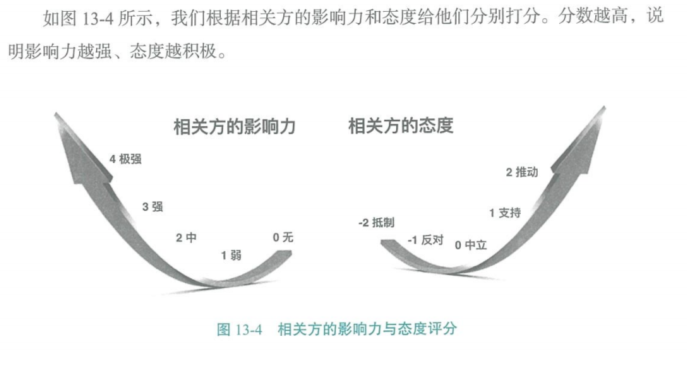 如图 13-4 所示，我们根据相关方的影响力和态度给他们分别打分。分数越高，说
明影响力越强、态度越积极。
相关方的影响力
4 极强
3 强
2 中
1 弱
0 无
相关方的态度
2 推动
1 支持
0 中立
-1 反对
-2 抵制
图 13-4 相关方的影响力与态度评分